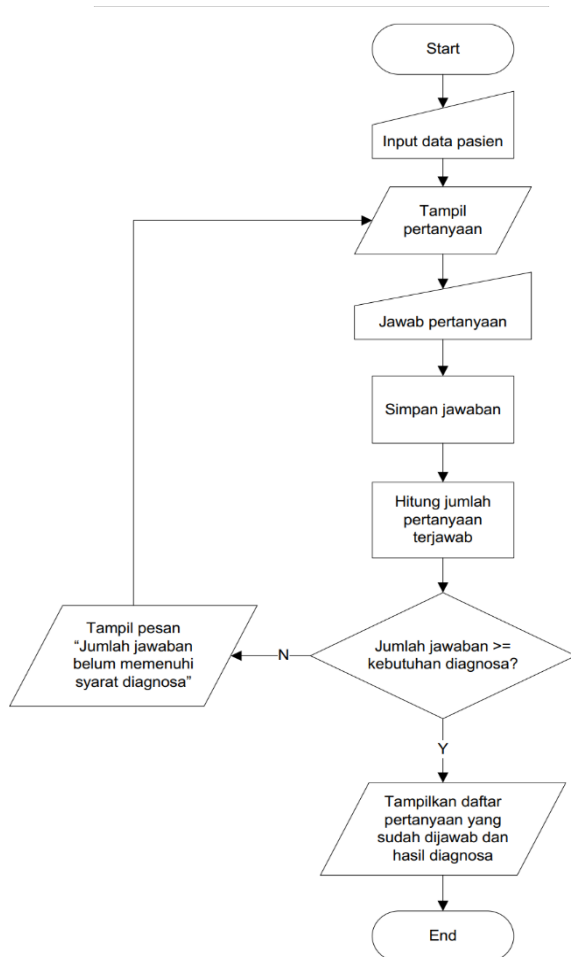 Start
Input data pasien
Tampil
pertanyaan
Jawab pertanyaan
Simpan jawaban
Hitung jumlah
pertanyaan
terjawab
Tampil pesan
“Jumlah jawaban
belum memenuhi
syarat diagnosa”
N
Jumlah jawaban >=
kebutuhan diagnosa?
Y
Tampilkan daftar
pertanyaan yang
sudah dijawab dan
hasil diagnosa
End